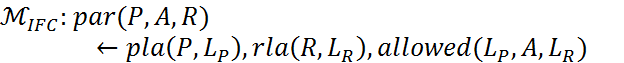 ℳ_IFC: par(P, A, R)
← pla(P, L_P), rla(R, L_R), allowed(L_P, A, L_R)